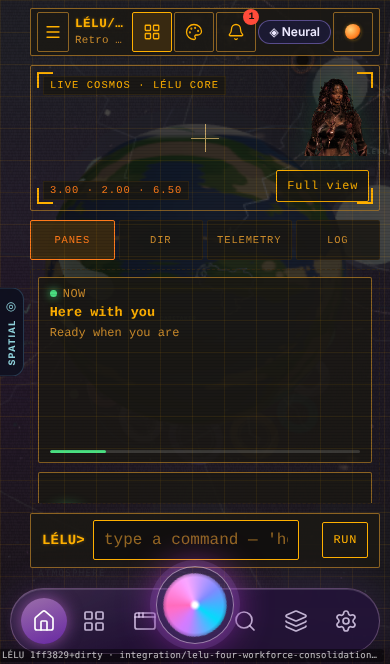 LÉLU/…
Retro …
1
◈ Neural
LIVE COSMOS · LÉLU CORE
3.00 · 2.00 · 6.50
Full view
PANES
DIR
TELEMETRY
LOG
SPATIAL ◎
NOW
Here with you
Ready when you are
LÉLU>
type a command — 'he
RUN
LÉLU 1ff3829+dirty · integration/lelu-four-workforce-consolidation…